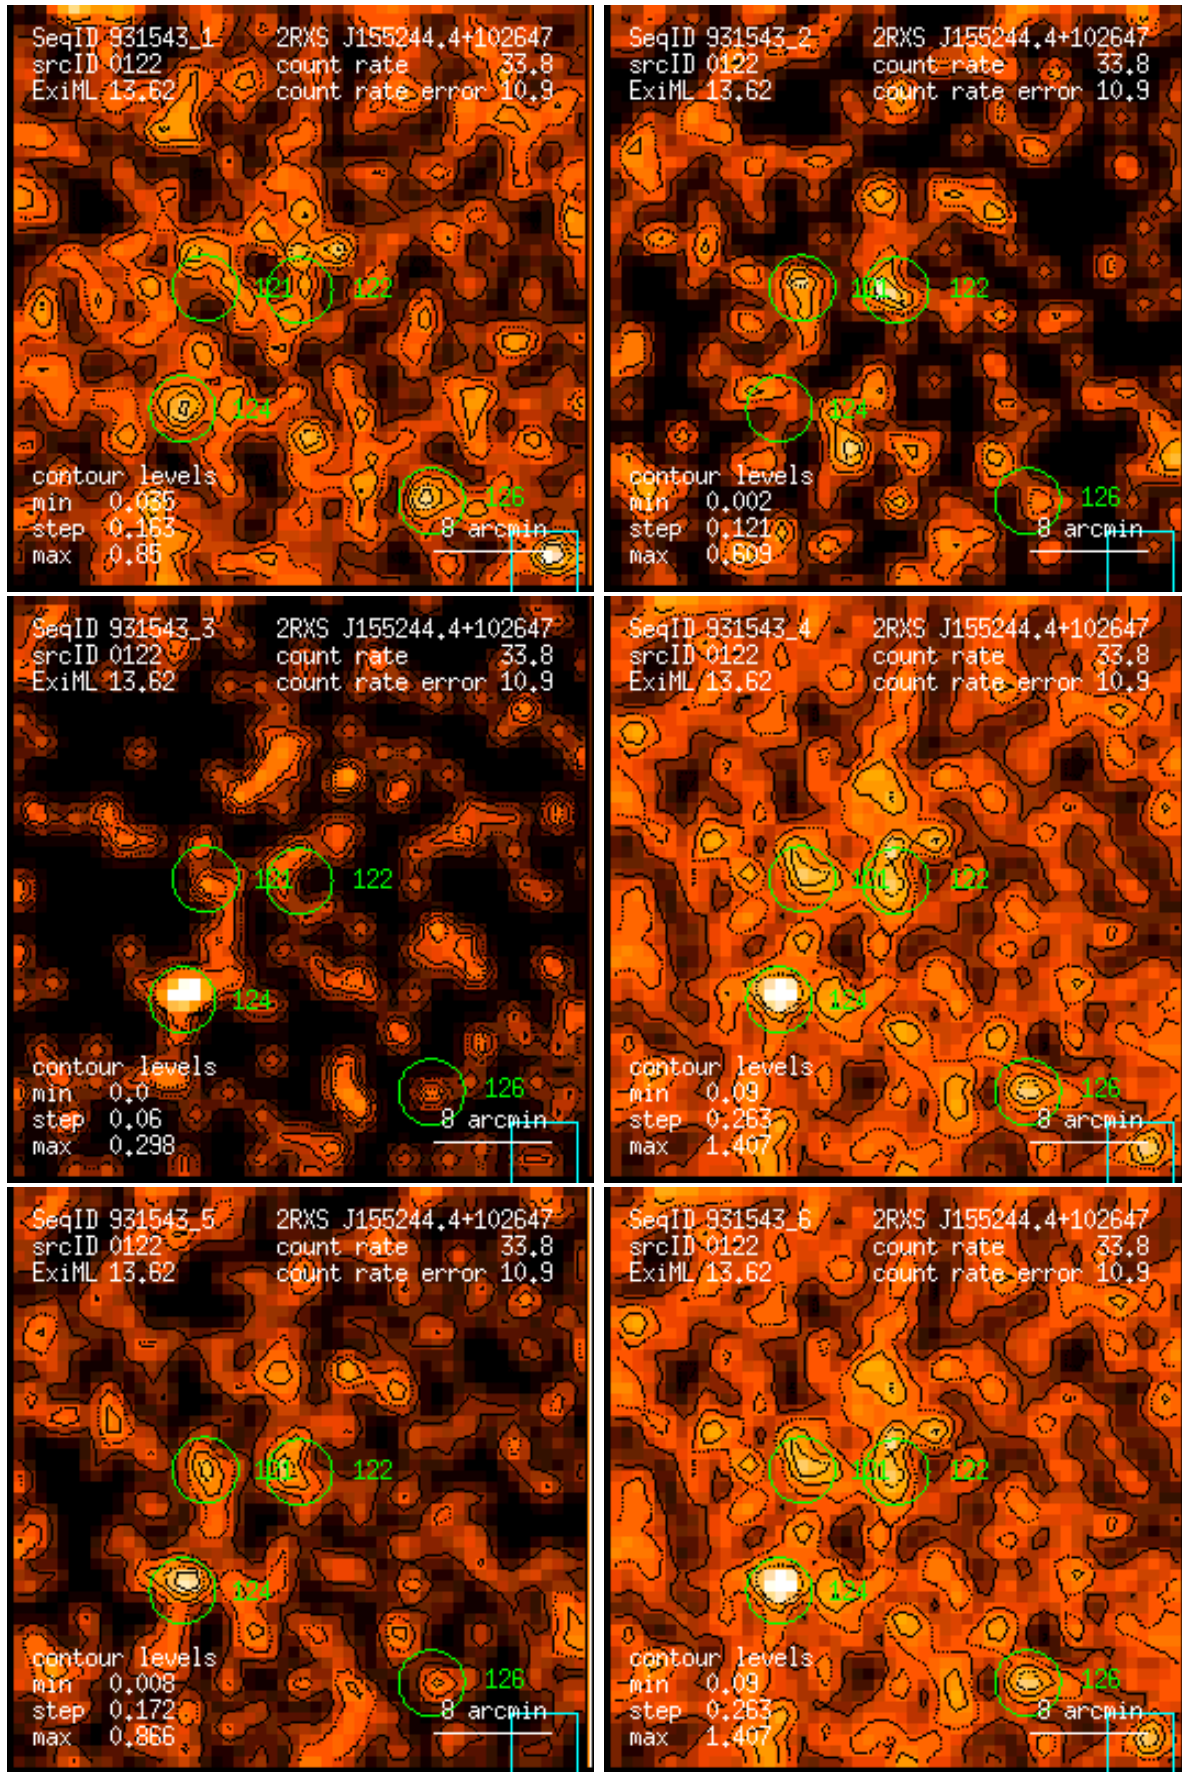 SeqID 931543_1 2RXS J155244.4+102647
srcID 0122 count rate 33.8
ExiML 13.62 count rate error 10.9
121 122
124
contour levels
min 0.035 126
step 0.163 8 arcmin
max 0.85
SeqID 931543_2 2RXS J155244.4+102647
srcID 0122 count rate 33.8
ExiML 13.62 count rate error 10.9
122
124
contour levels
min 0.002 126
step 0.121 8 arcmin
max 0.609
SeqID 931543_3 2RXS J155244.4+102647
srcID 0122 count rate 33.8
ExiML 13.62 count rate error 10.9
121 122
124
contour levels
min 0.0 126
step 0.06 8 arcmin
max 0.298
SeqID 931543_4 2RXS J155244.4+102647
srcID 0122 count rate 33.8
ExiML 13.62 count rate error 10.9
122
124
contour levels
min 0.09 126
step 0.263 8 arcmin
max 1.407
SeqID 931543_5 2RXS J155244.4+102647
srcID 0122 count rate 33.8
ExiML 13.62 count rate error 10.9
122
124
contour levels
min 0.008 126
step 0.172 8 arcmin
max 0.866
SeqID 931543_6 2RXS J155244.4+102647
srcID 0122 count rate 33.8
ExiML 13.62 count rate error 10.9
122
124
contour levels
min 0.09 126
step 0.263 8 arcmin
max 1.407